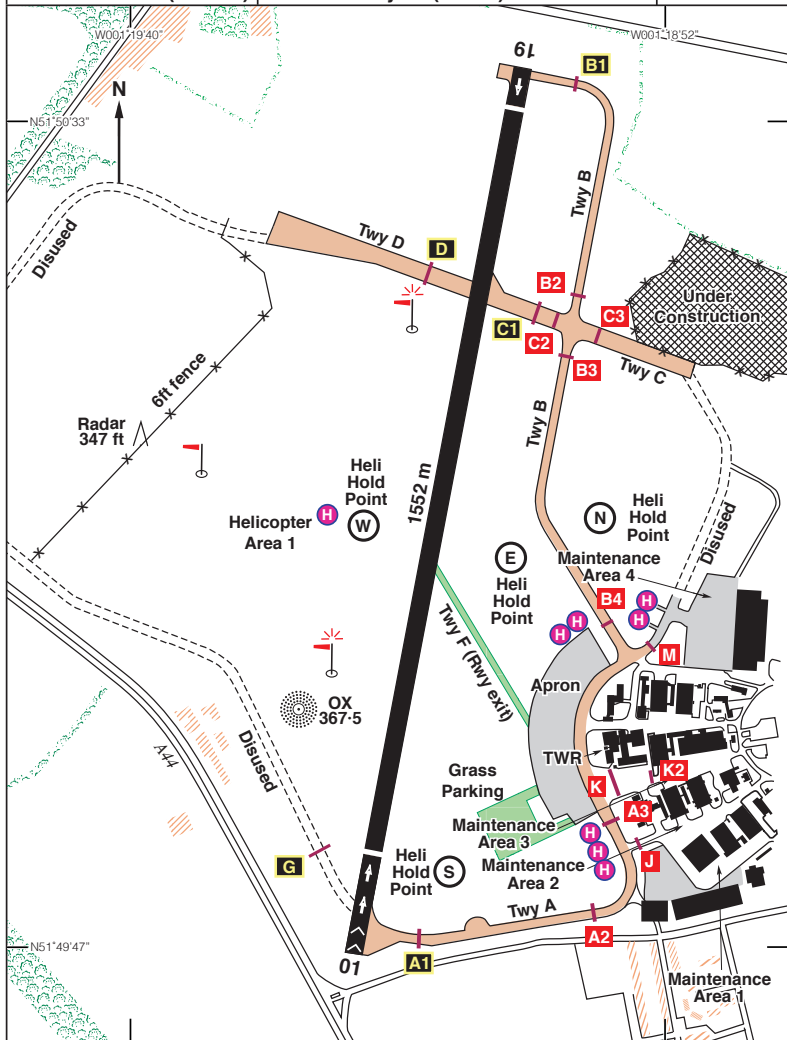 W001°19'40"
W001°18'52"
19
B1
N
N51°50'33"
Twy B
Disused
Twy D
D
B2
Under
Construction
C1
C2
C3
B3
Twy C
6ft fence
Radar
347 ft
Twy B
1552 m
Heli
Hold
Point
W
H
Helicopter
Area 1
N
Heli
Hold
Point
Disused
E
Heli
Hold
Point
Maintenance
Area 4
H
H
B4
H
H
M
Twy F (Rwy exit)
Apron
OX
367·5
TWR
Disused
A44
Grass
Parking
K
K2
A3
Maintenance
Area 3
H
H
H
J
Maintenance
Area 2
G
Heli
Hold
Point
S
Twy A
A2
A1
N51°49'47"
01
Maintenance
Area 1